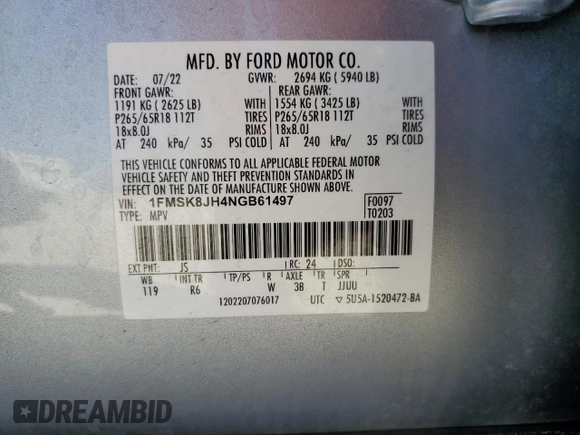 MFD. BY FORD MOTOR CO.
DATE: 07/22 GVWR: 2694 KG ( 5940 LB)
FRONT GAWR: REAR GAWR:
1191 KG ( 2625 LB) WITH 1554 KG ( 3425 LB) WITH
P265/65R18 112T TIRES P265/65R18 112T TIRES
18x8.0J RIMS 18x8.0J RIMS
AT 240 kPa/ 35 PSI COLD AT 240 kPa/ 35 PSI COLD
THIS VEHICLE CONFORMS TO ALL APPLICABLE FEDERAL MOTOR
VEHICLE SAFETY AND THEFT PREVENTION STANDARDS IN
EFFECT ON THE DATE OF MANUFACTURE SHOWN ABOVE.
VIN: 1FMSK8JH4NGB61497 F0097
TYPE: MPV T0203
EXT PNT: JS RC: 24 DSO:
WB INT TR TP/PS R AXLE TR SPR
119 R6 W 3B T JJUU
1202207076017 UTC ▽ 5U5A-1520472-BA
DREAMBID